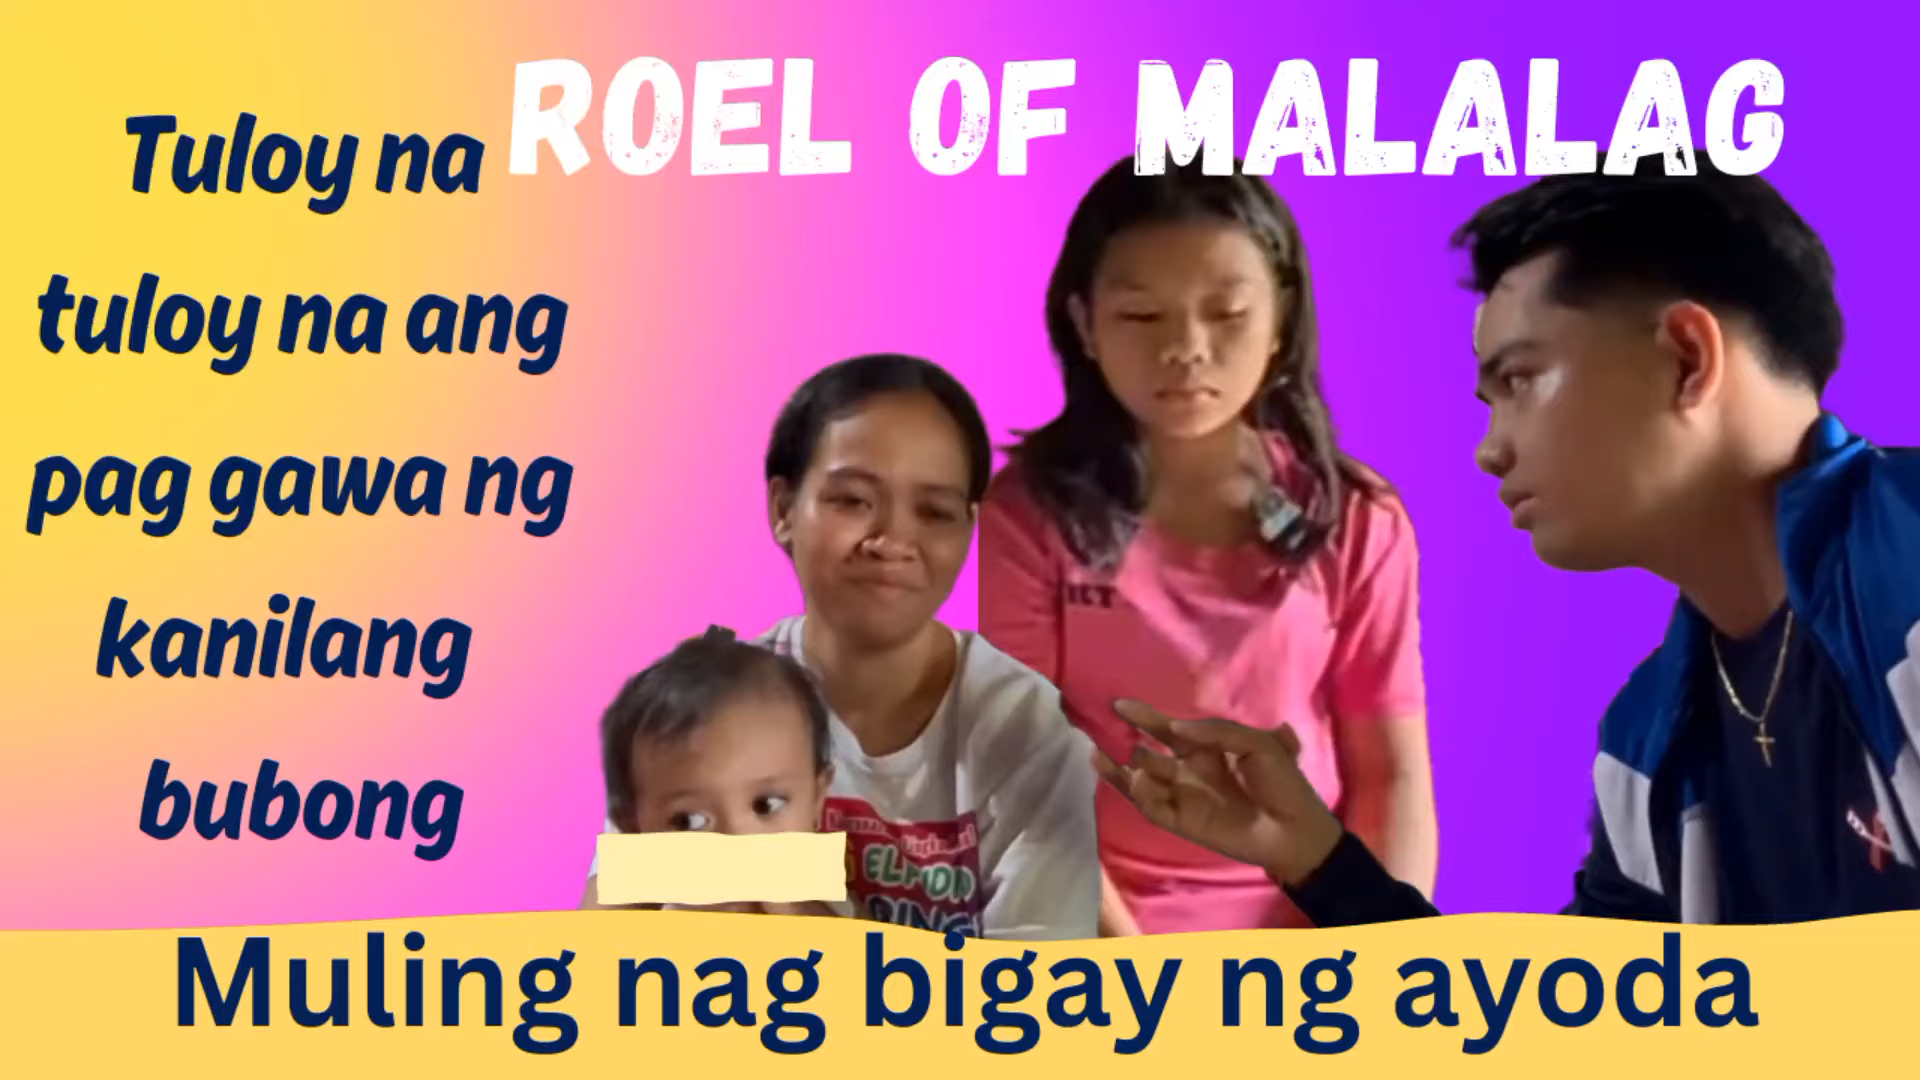 ROEL OF MALALAG
Tuloy na
tuloy na ang
pag gawa ng
kanilang
bubong
Muling nag bigay ng ayoda